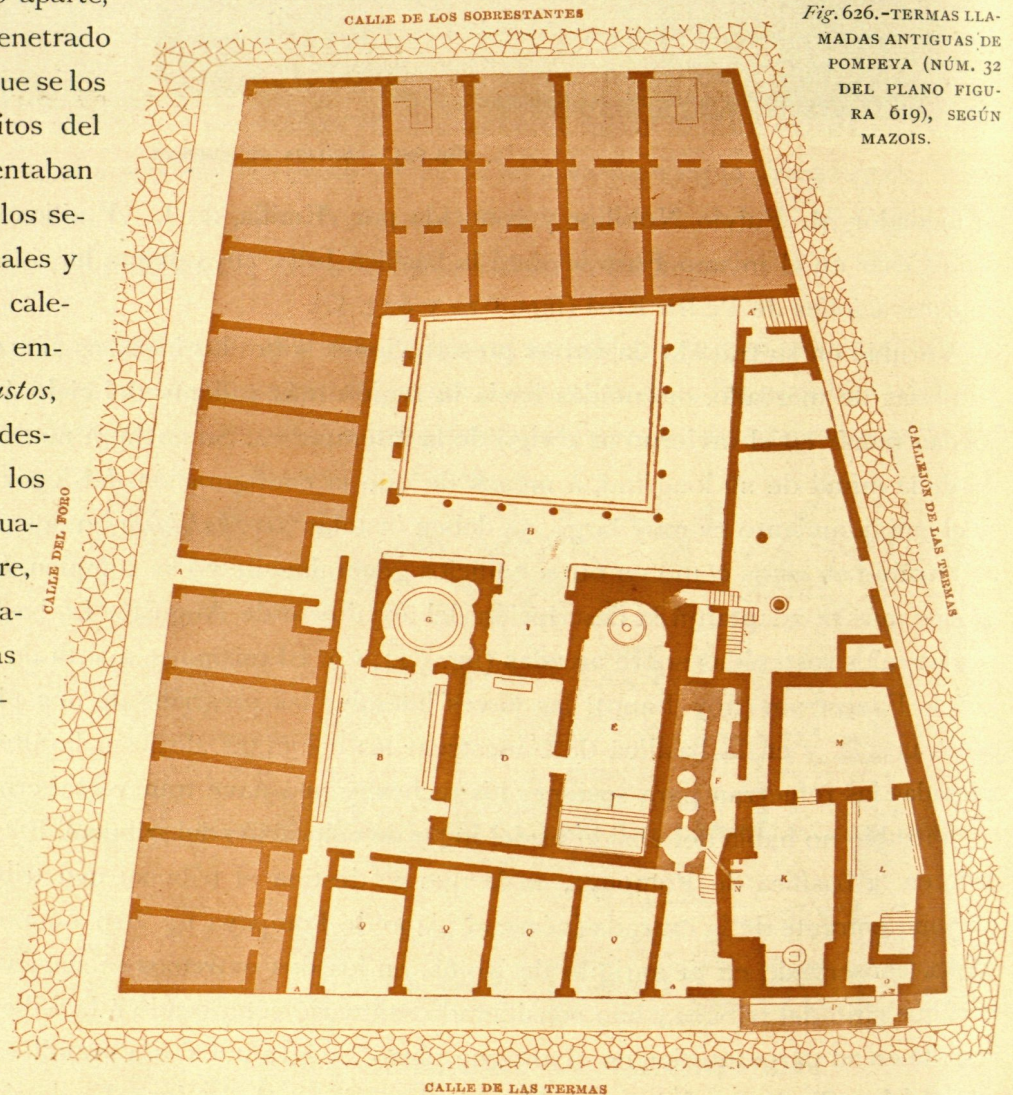 aparte,
enetrado
ue se los
itos del
entaban
los se-
ales y
cale-
em-
stos,
des-
los
ua-
re,
a-
as
-
CALLE DE LOS SOBRESTANTES
Fig. 626.-TERMAS LLA-
MADAS ANTIGUAS DE
POMPEYA (NÚM. 32
DEL PLANO FIGU-
RA 619), SEGÚN
MAZOIS.
CALLE DEL FORO
CALLEJÓN DE LAS TERMAS
A
H
A
G
I
B
D
E
F
M
K
L
N
Q
Q
Q
Q
A
A
O
P
CALLE DE LAS TERMAS